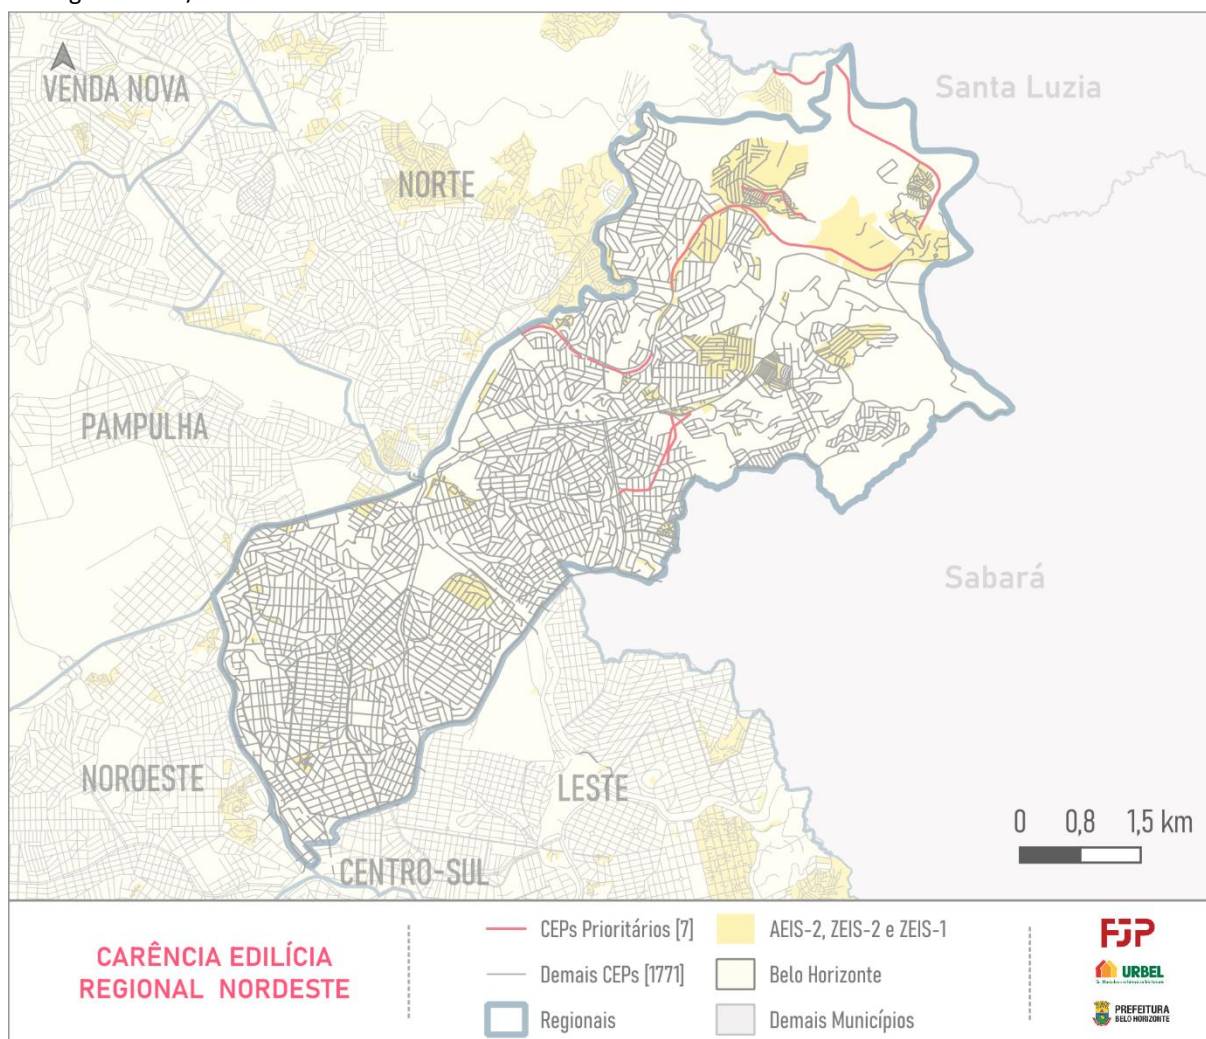 VENDA NOVA
Santa Luzia
NORTE
PAMPULHA
Sabará
NOROESTE
LESTE
CENTRO-SUL
0 0,8 1,5 km
CARÊNCIA EDILÍCIA
REGIONAL NORDESTE
CEPs Prioritários [7]
Demais CEPs [1771]
Regionais
AEIS-2, ZEIS-2 e ZEIS-1
Belo Horizonte
Demais Municípios
FJP
URBEL
PREFEITURA
BELO HORIZONTE